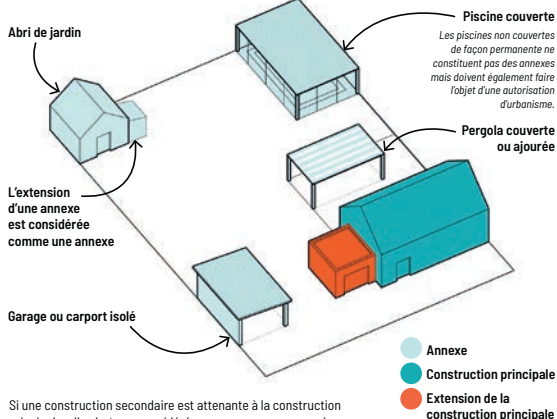 Abri de jardin
Piscine couverte
Les piscines non couvertes
de façon permanente ne
constituent pas des annexes
mais doivent également faire
l'objet d'une autorisation
d'urbanisme.
Pergola couverte
ou ajourée
L'extension
d'une annexe
est considérée
comme une annexe
Garage ou carport isolé
Annexe
Construction principale
Extension de la
construction principale
Si une construction secondaire est attenante à la construction